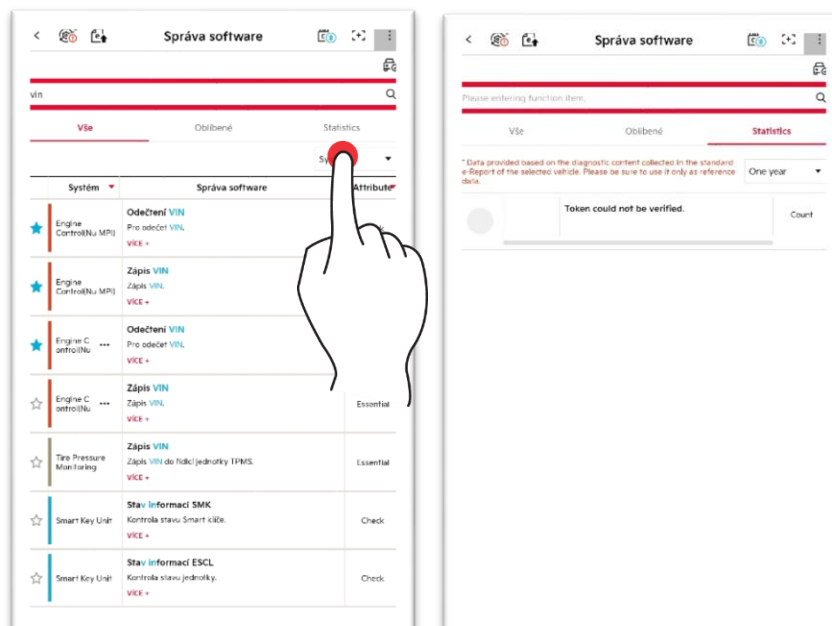 Správa software
vin
Vše
Oblíbené
Statistics
Systém
Správa software
Attribute
Engine
Control(Nu MPI)
Odečtení VIN
Pro odečet VIN.
VÍCE +
Engine
Control(Nu MPI)
Zápis VIN
Zápis VIN.
VÍCE +
Engine C ...
ontrol(Nu
Odečtení VIN
Pro odečet VIN.
VÍCE +
Engine C ...
ontrol(Nu
Zápis VIN
Zápis VIN.
VÍCE +
Essential
Tire Pressure
Monitoring
Zápis VIN
Zápis VIN do řídicí jednotky TPMS.
VÍCE +
Essential
Smart Key Unit
Stav informací SMK
Kontrola stavu Smart klíče.
VÍCE +
Check
Smart Key Unit
Stav informací ESCL
Kontrola stavu jednotky.
VÍCE +
Check
Správa software
Please entering function item.
Vše
Oblíbené
Statistics
* Data provided based on the diagnostic content collected in the standard
e-Report of the selected vehicle. Please be sure to use it only as reference
data.
One year
Token could not be verified.
Count